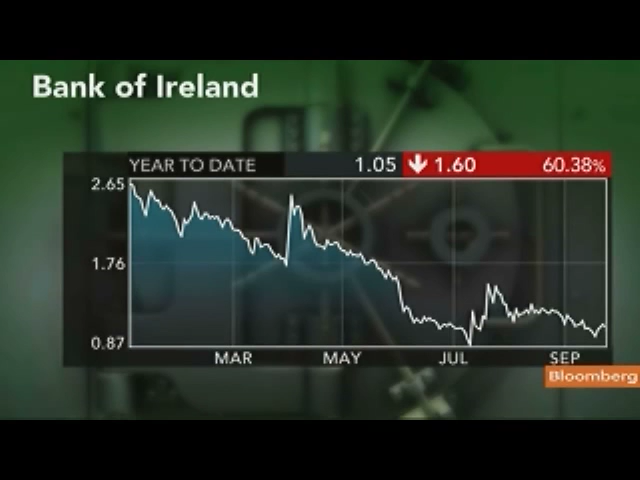 Bank of Ireland
YEAR TO DATE 1.05 1.60 60.38%
2.65
1.76
0.87
MAR MAY JUL SEP
Bloomberg